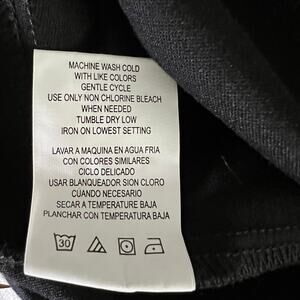 MACHINE WASH COLD
WITH LIKE COLORS
GENTLE CYCLE
USE ONLY NON CHLORINE BLEACH
WHEN NEEDED
TUMBLE DRY LOW
IRON ON LOWEST SETTING
LAVAR A MAQUINA EN AGUA FRIA
CON COLORES SIMILARES
CICLO DELICADO
USAR BLANQUEADOR SION CLORO
CUANDO NECESARIO
SECAR A TEMPERATURE BAJA
PLANCHAR CON TEMPERATURA BAJA
30